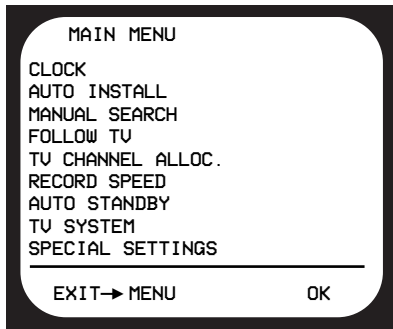 MAIN MENU
CLOCK
AUTO INSTALL
MANUAL SEARCH
FOLLOW TV
TV CHANNEL ALLOC.
RECORD SPEED
AUTO STANDBY
TV SYSTEM
SPECIAL SETTINGS
EXIT→MENU OK